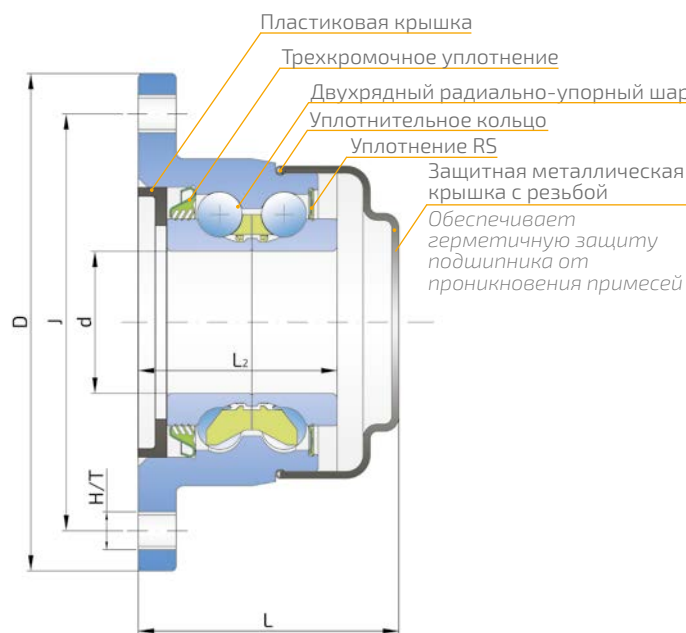 Пластиковая крышка
Трехкромочное уплотнение
Двухрядный радиально-упорный шар
Уплотнительное кольцо
Уплотнение RS
Защитная металлическая
крышка с резьбой
Обеспечивает
герметичную защиту
подшипника от
проникновения примесей
D
J
d
L₂
H/T
L